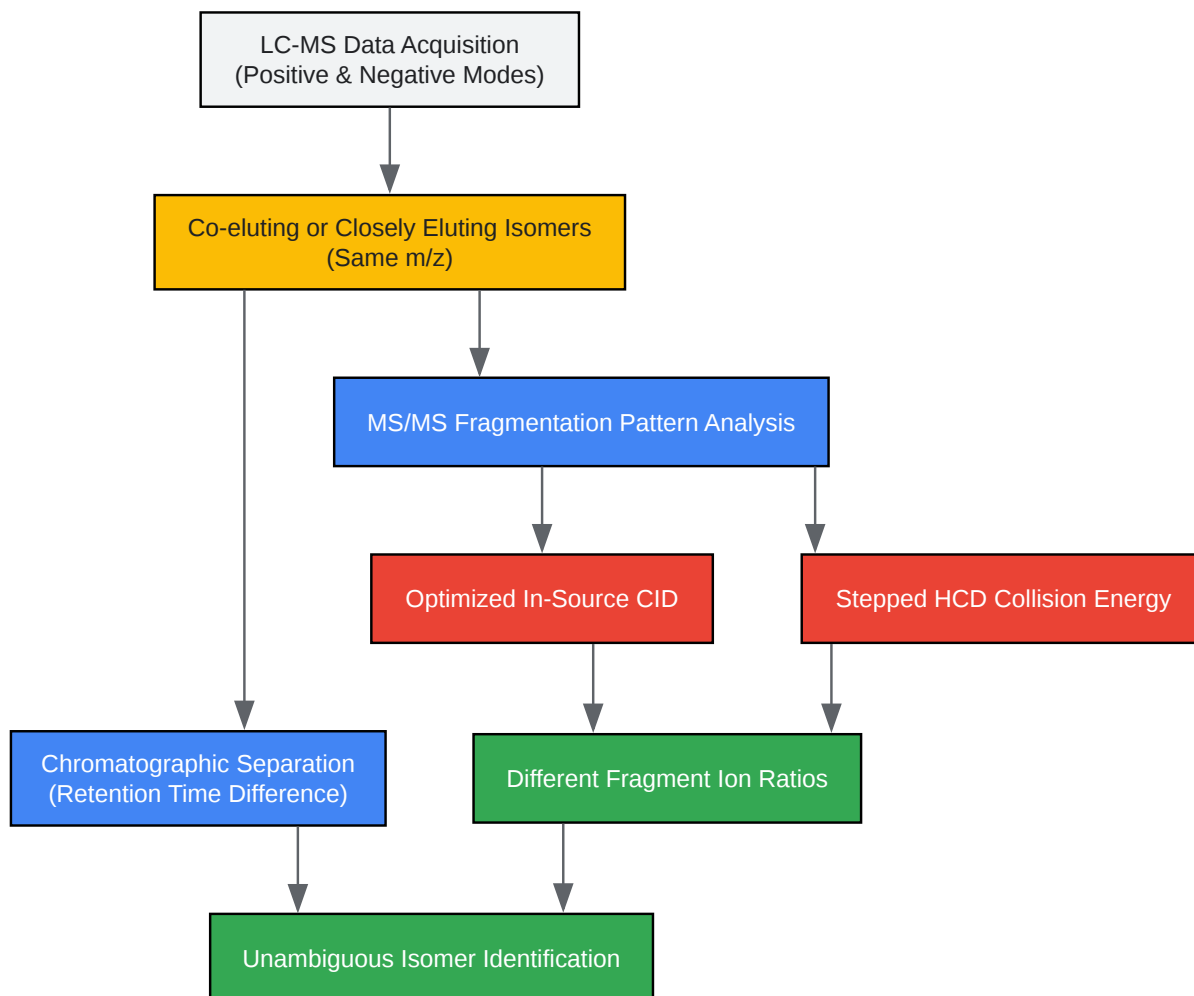 LC-MS Data Acquisition
(Positive & Negative Modes)
Co-eluting or Closely Eluting Isomers
(Same m/z)
MS/MS Fragmentation Pattern Analysis
Optimized In-Source CID
Stepped HCD Collision Energy
Chromatographic Separation
(Retention Time Difference)
Different Fragment Ion Ratios
Unambiguous Isomer Identification